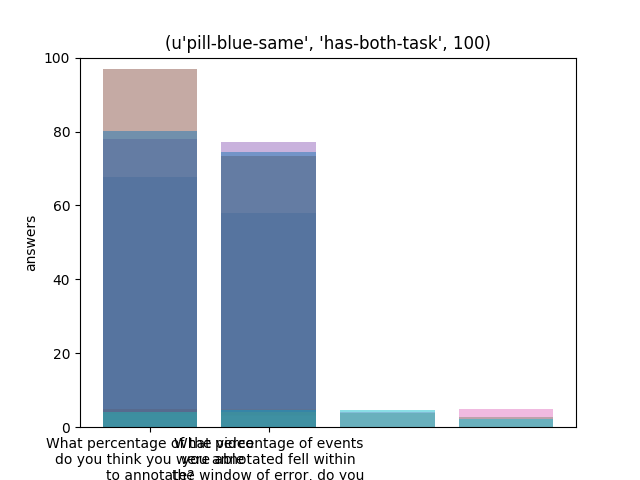 (u'pill-blue-same', 'has-both-task', 100)
100
80
60
40
20
0
answers
What percentage of the video
do you think you were able
to annotate?
What percentage of events
you annotated fell within
the window of error, do you